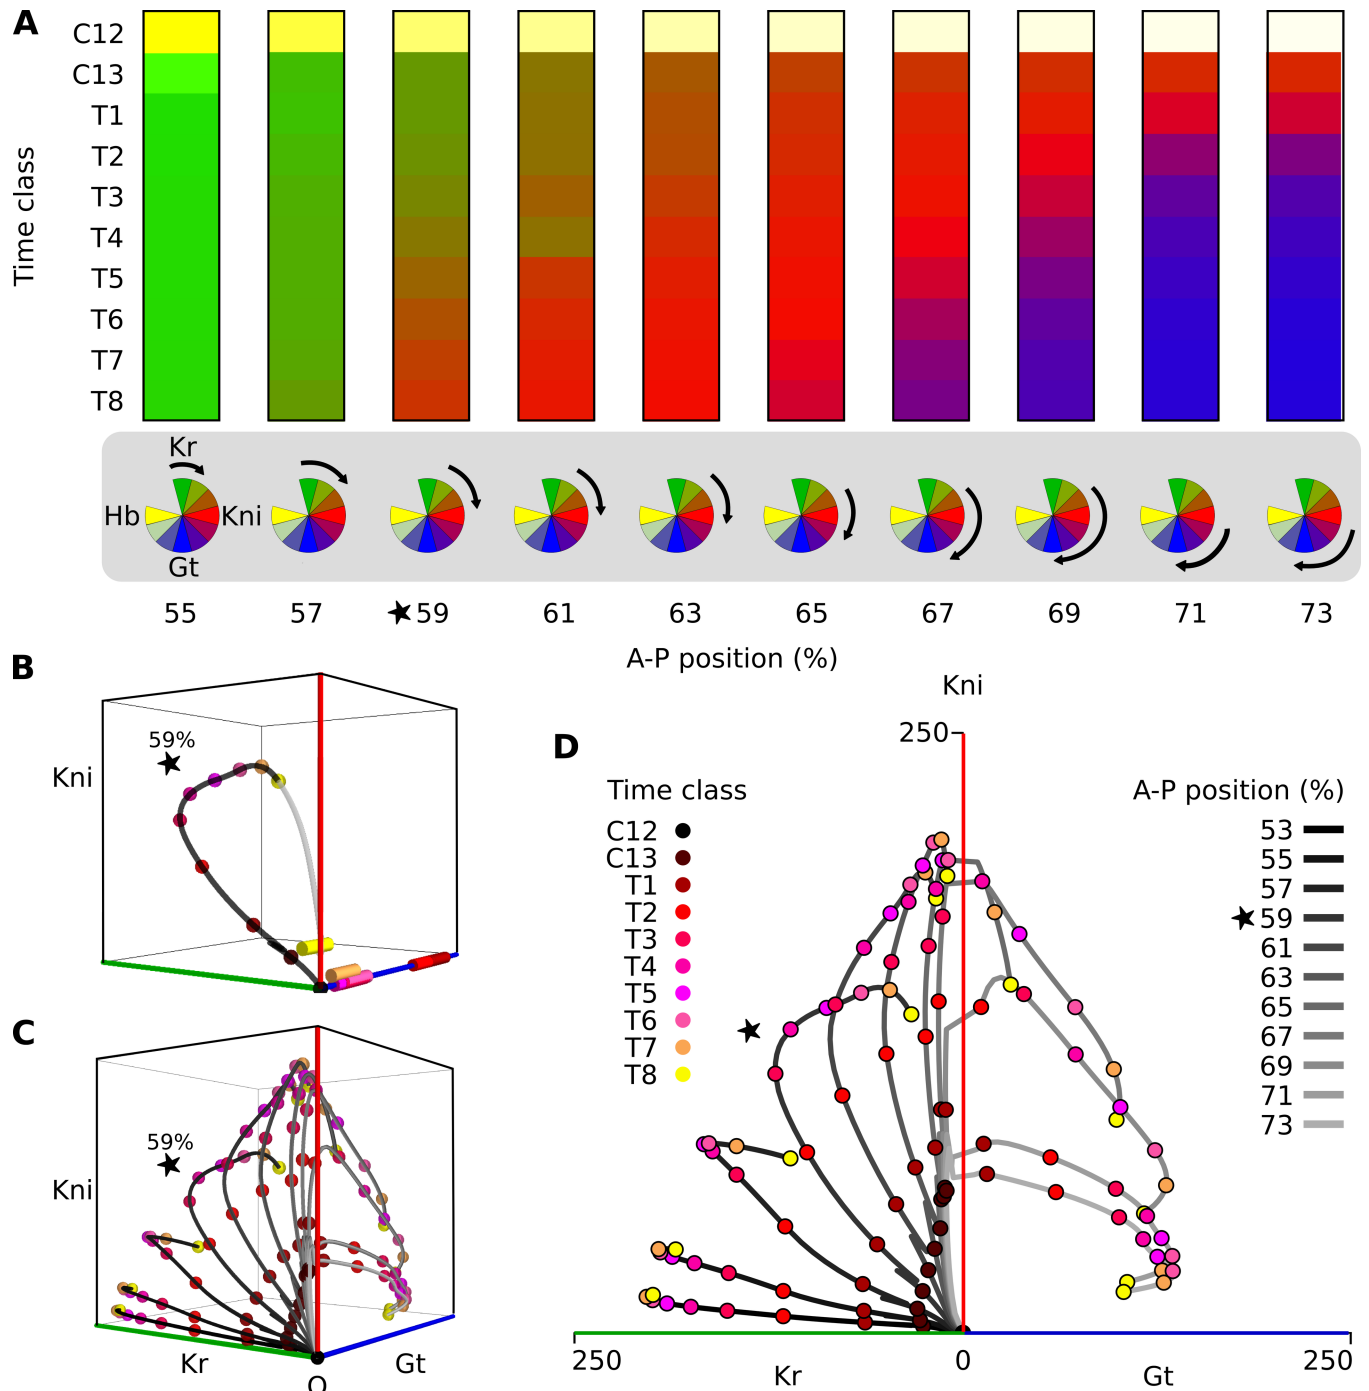 A
C12
C13
T1
T2
T3
T4
T5
T6
T7
T8
Time class
Kr
Hb
Kni
Gt
55 57 59 61 63 65 67 69 71 73
A-P position (%)
B
59%
Kni
C
59%
Kni
Kr
Gt
O
D
Kni
250
Time class
C12
C13
T1
T2
T3
T4
T5
T6
T7
T8
A-P position (%)
53
55
57
59
61
63
65
67
69
71
73
250 0 250
Kr Gt